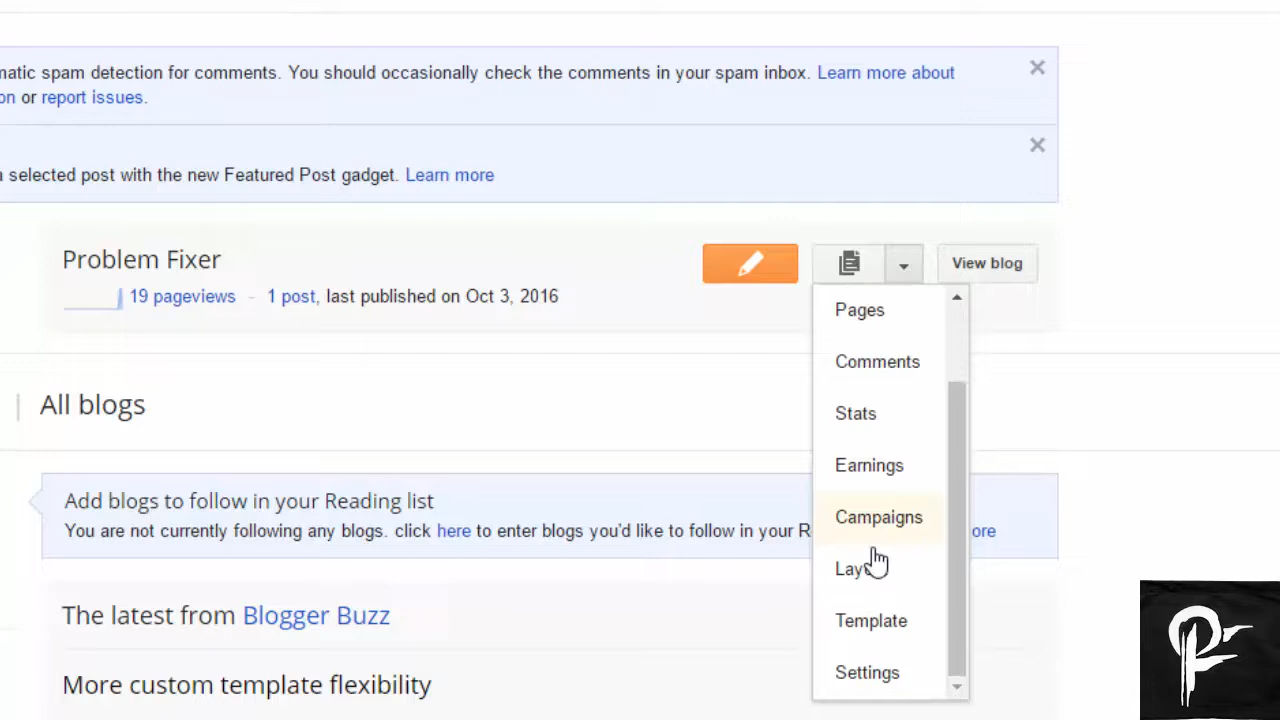 matic spam detection for comments. You should occasionally check the comments in your spam inbox. Learn more about
on or report issues.
a selected post with the new Featured Post gadget. Learn more
Problem Fixer
View blog
19 pageviews - 1 post, last published on Oct 3, 2016
Pages
Comments
All blogs
Stats
Earnings
Add blogs to follow in your Reading list
Campaigns
You are not currently following any blogs. click here to enter blogs you'd like to follow in your R
ore
The latest from Blogger Buzz
Template
Settings
More custom template flexibility